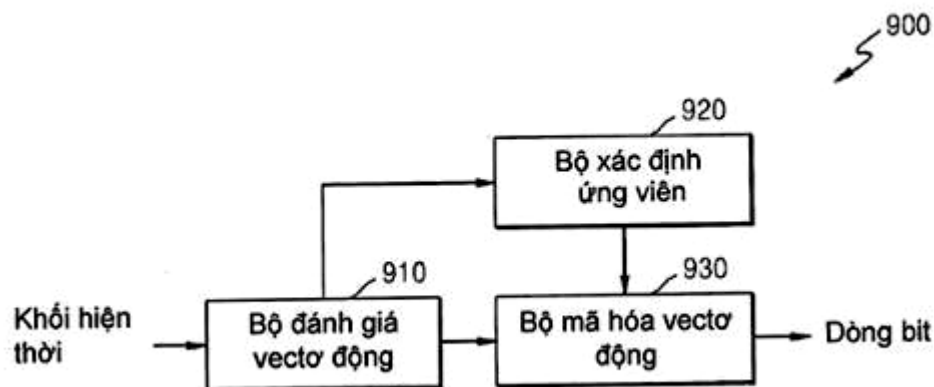 900
920
Bộ xác định
ứng viên
910
930
Khối hiện
thời
Bộ đánh giá
vectơ động
Bộ mã hóa vectơ
động
Dòng bit